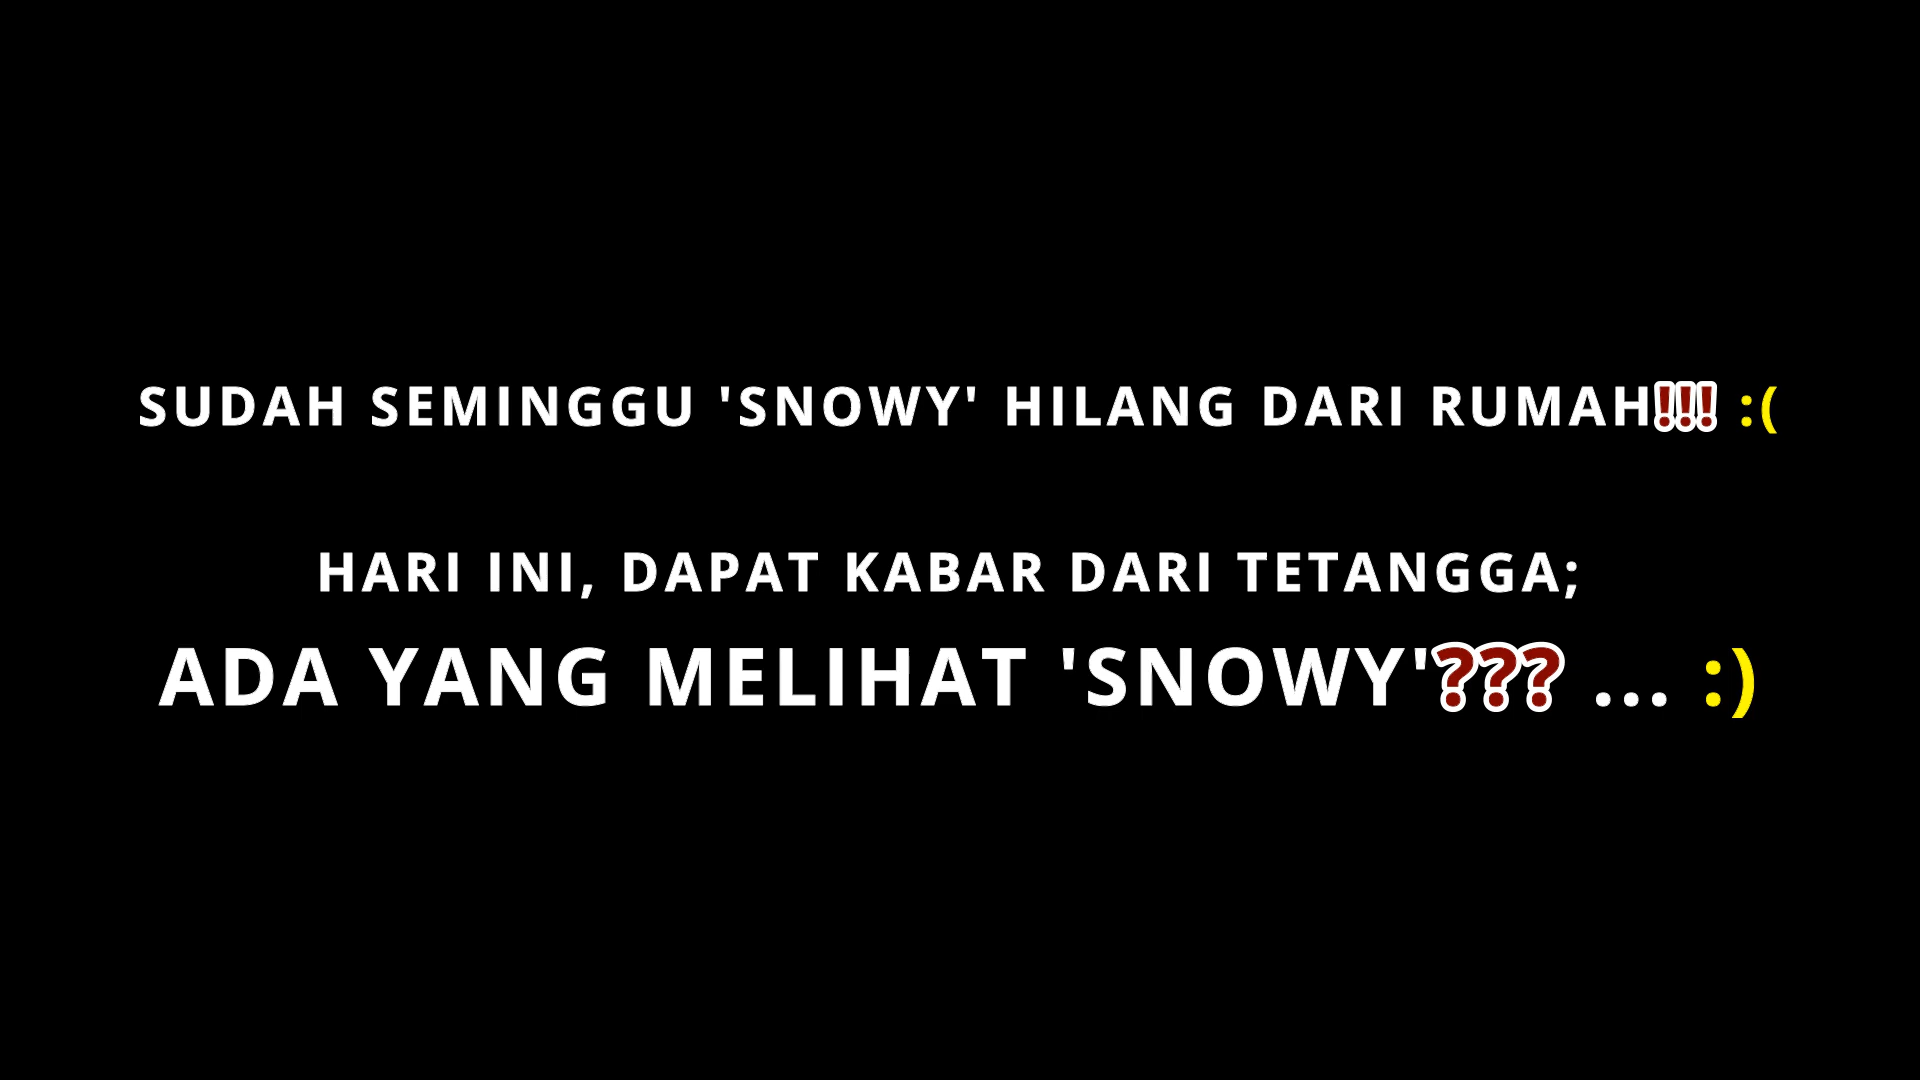 SUDAH SEMINGGU 'SNOWY' HILANG DARI RUMAH!!! :(
HARI INI, DAPAT KABAR DARI TETANGGA;
ADA YANG MELIHAT 'SNOWY'??? ... :)